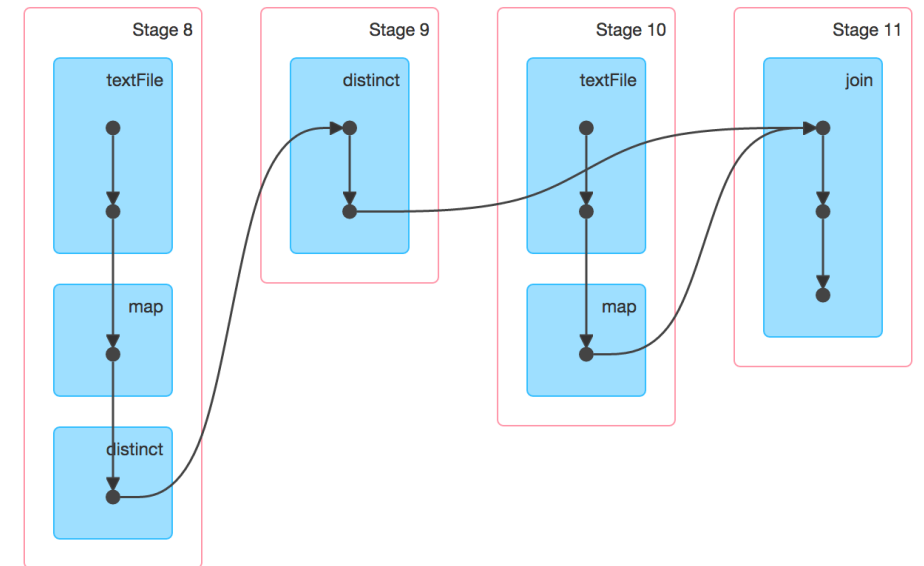 Stage 8
textFile
map
distinct
Stage 9
distinct
Stage 10
textFile
map
Stage 11
join